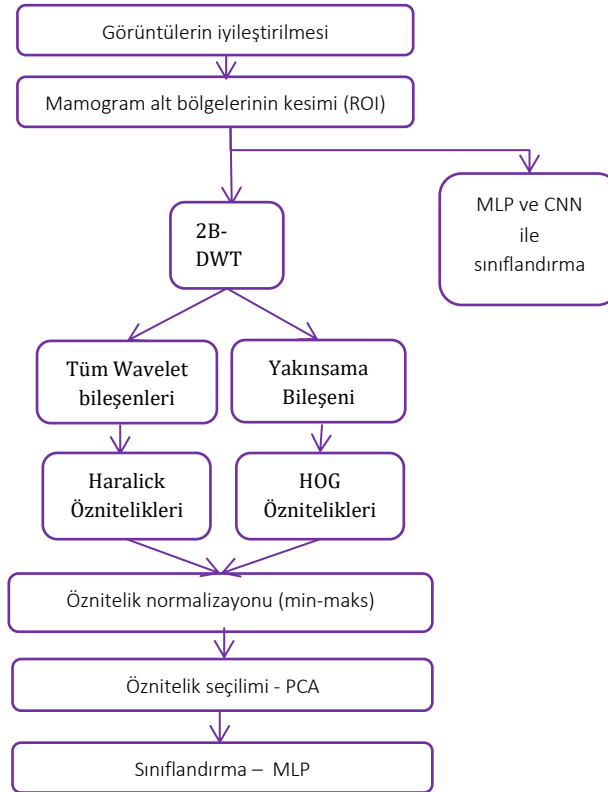 Görüntülerin iyileştirilmesi
Mamogram alt bölgelerinin kesimi (ROI)
MLP ve CNN
ile
sınıflandırma
2B-
DWT
Tüm Wavelet
bileşenleri
Yakınsama
Bileşeni
Haralick
Öznitelikleri
HOG
Öznitelikleri
Öznitelik normalizayonu (min-maks)
Öznitelik seçilimi - PCA
Sınıflandırma – MLP